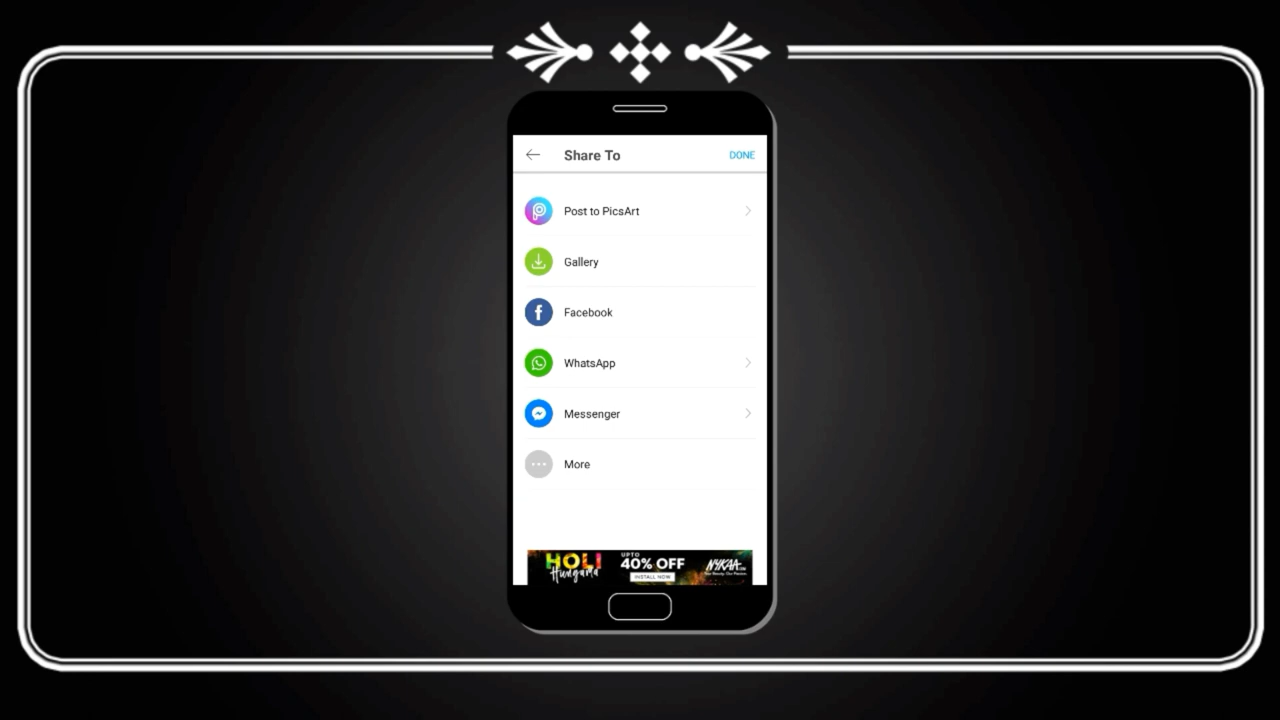 Share To
DONE
Post to PicsArt
Gallery
Facebook
WhatsApp
Messenger
More
HOLI
Hungama
UPTO
40% OFF
INSTALL NOW
NYKAA